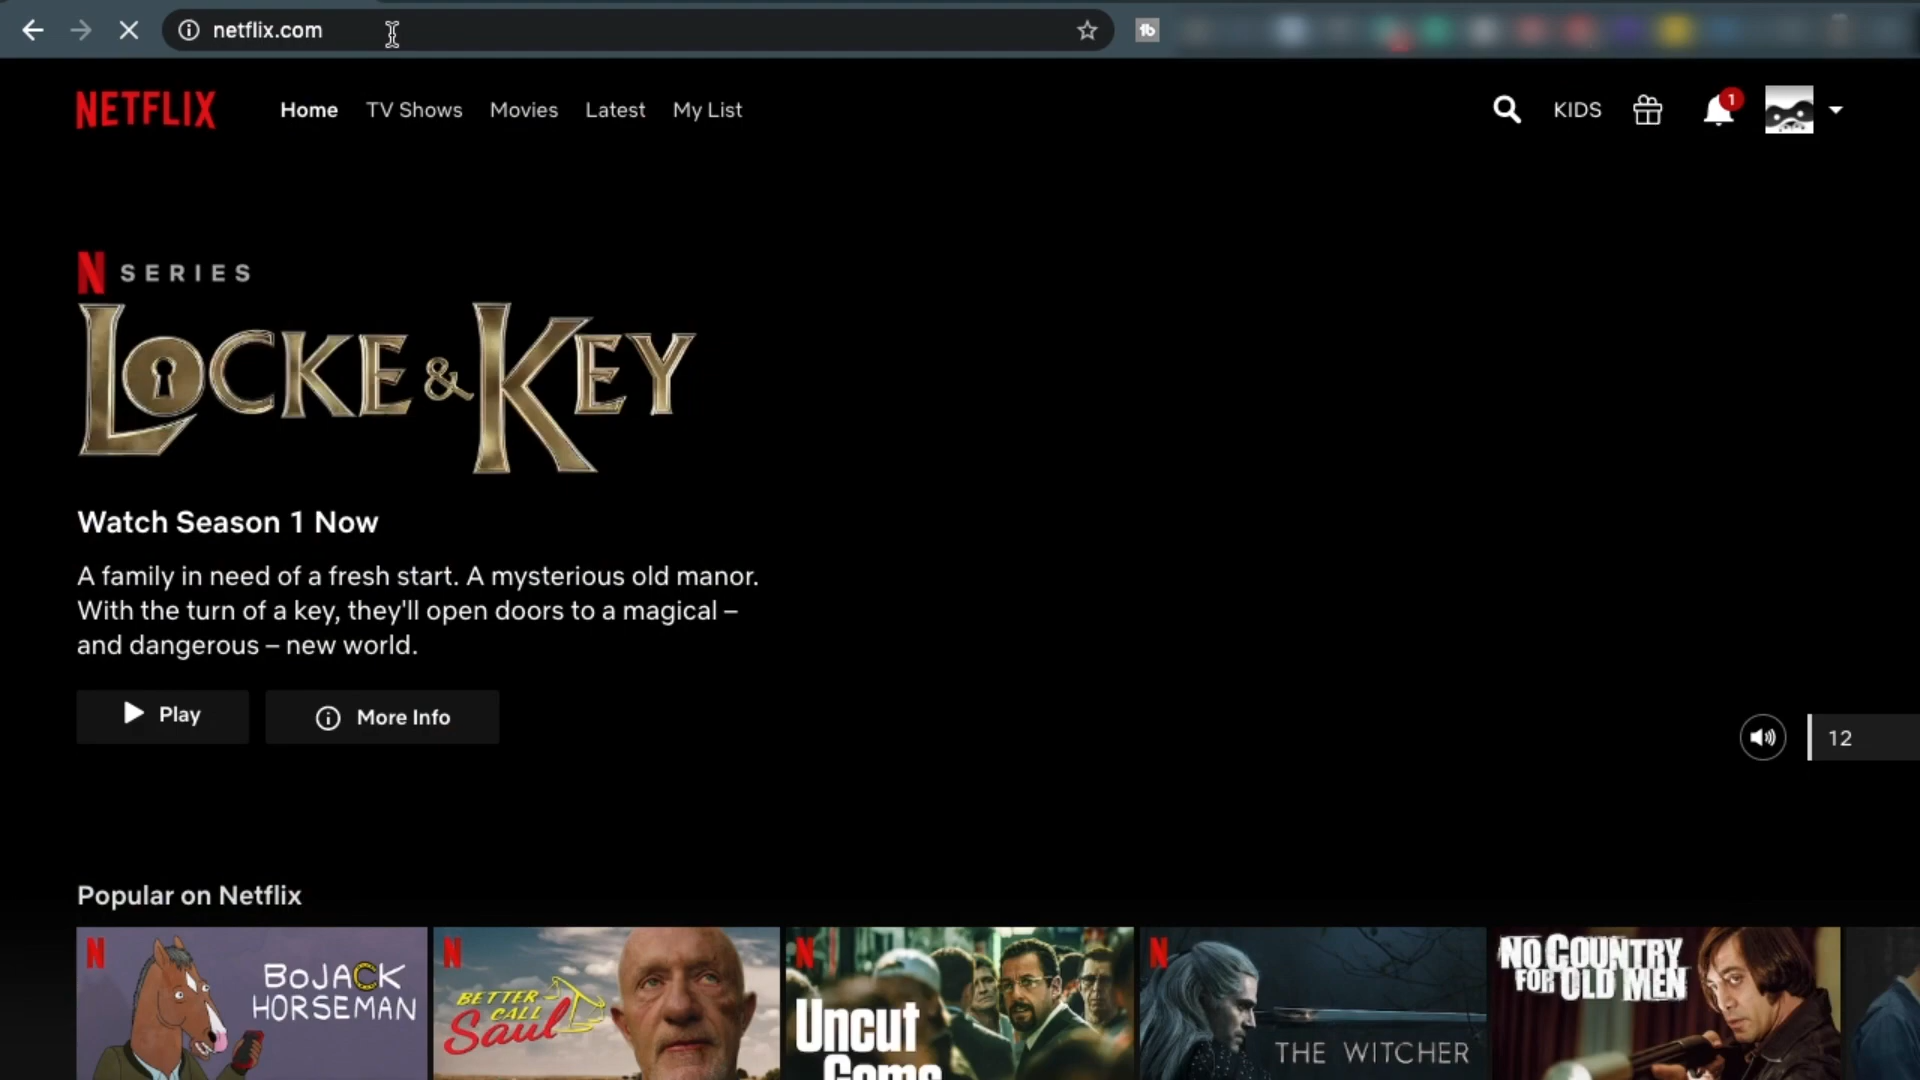 netflix.com
NETFLIX Home TV Shows Movies Latest My List KIDS 1
N SERIES
LOCKE & KEY
Watch Season 1 Now
A family in need of a fresh start. A mysterious old manor.
With the turn of a key, they'll open doors to a magical –
and dangerous – new world.
Play More Info
12
Popular on Netflix
N BOJACK
HORSEMAN
N BETTER
CALL
Saul
N Uncut
N THE WITCHER
NO COUNTRY
FOR OLD MEN